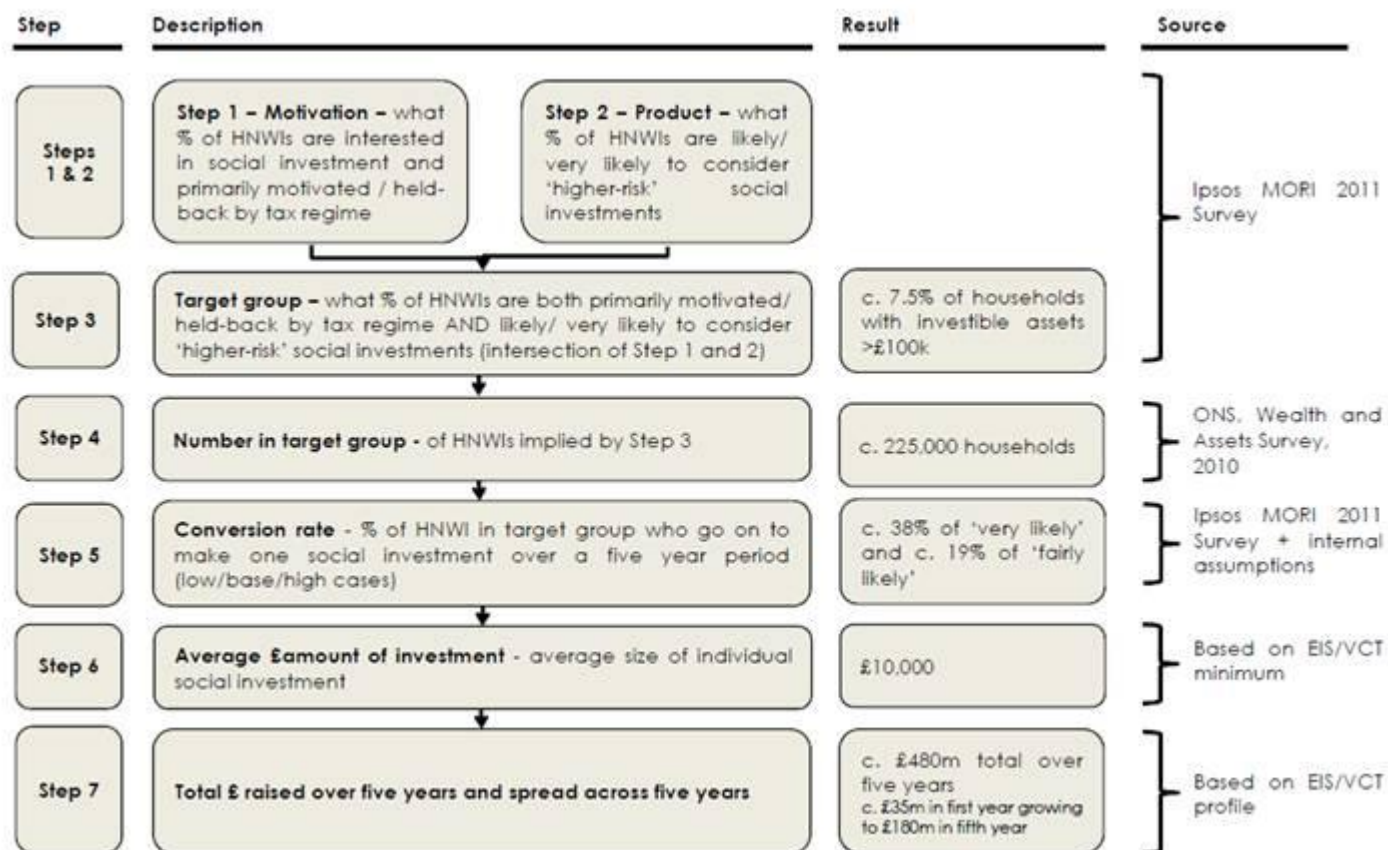 Step
Description
Result
Source
Steps
1 & 2
Step 1 – Motivation – what
% of HNWIs are interested
in social investment and
primarily motivated / held-
back by tax regime
Step 2 – Product – what
% of HNWIs are likely/
very likely to consider
‘higher-risk’ social
investments
Ipsos MORI 2011
Survey
Step 3
Target group – what % of HNWIs are both primarily motivated/
held-back by tax regime AND likely/ very likely to consider
‘higher-risk’ social investments (intersection of Step 1 and 2)
c. 7.5% of households
with investible assets
>£100k
Step 4
Number in target group - of HNWIs implied by Step 3
c. 225,000 households
ONS, Wealth and
Assets Survey,
2010
Step 5
Conversion rate - % of HNWI in target group who go on to
make one social investment over a five year period
(low/base/high cases)
c. 38% of ‘very likely’
and c. 19% of ‘fairly
likely’
Ipsos MORI 2011
Survey + internal
assumptions
Step 6
Average £amount of investment - average size of individual
social investment
£10,000
Based on EIS/VCT
minimum
Step 7
Total £ raised over five years and spread across five years
c. £480m total over
five years
c. £35m in first year growing
to £180m in fifth year
Based on EIS/VCT
profile